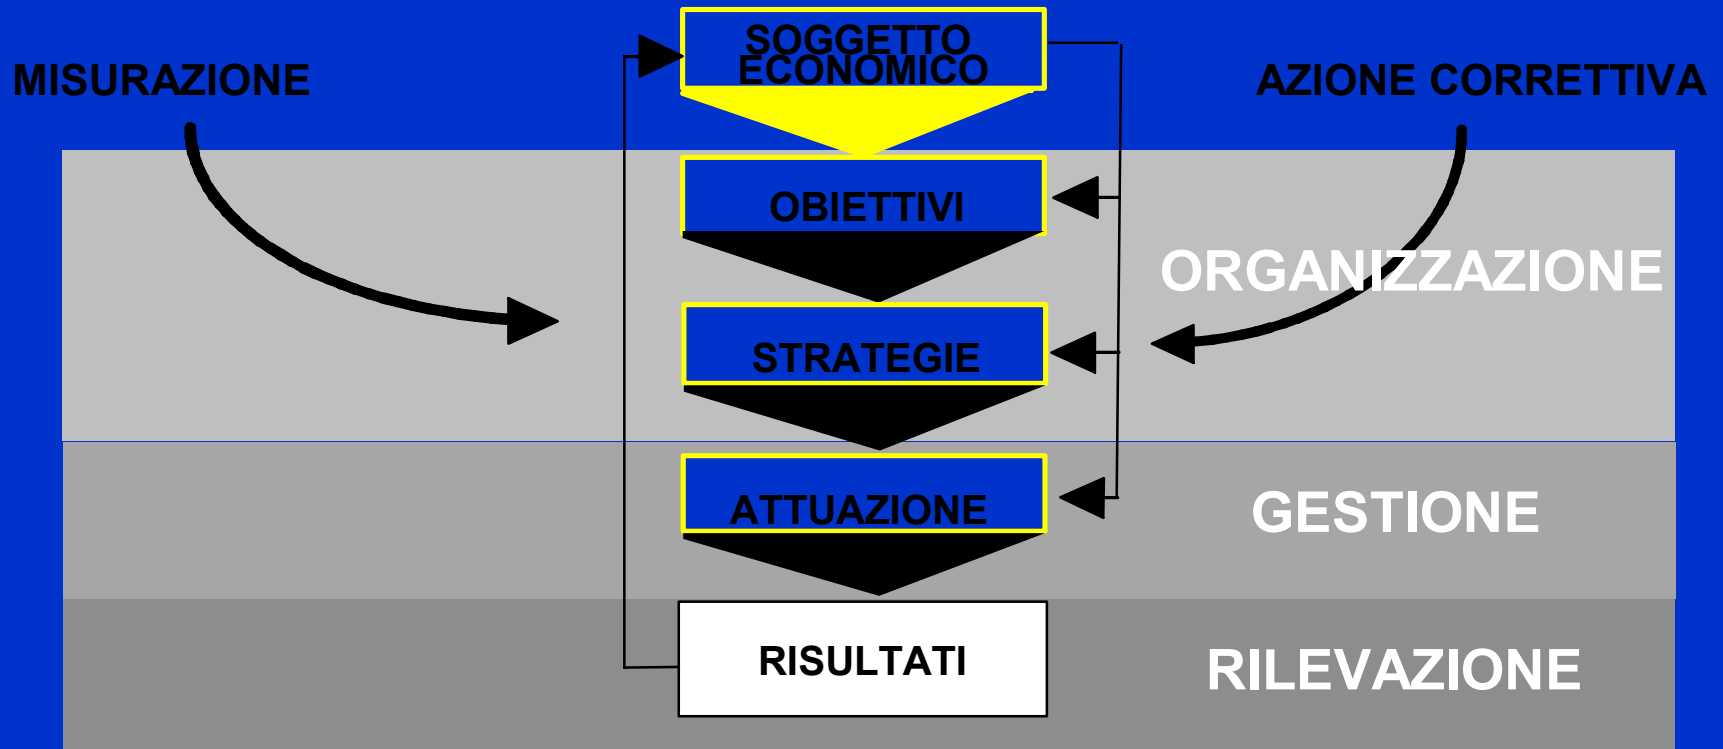 SOGGETTO
ECONOMICO
MISURAZIONE
AZIONE CORRETTIVA
OBIETTIVI
ORGANIZZAZIONE
STRATEGIE
ATTUAZIONE
GESTIONE
RISULTATI
RILEVAZIONE